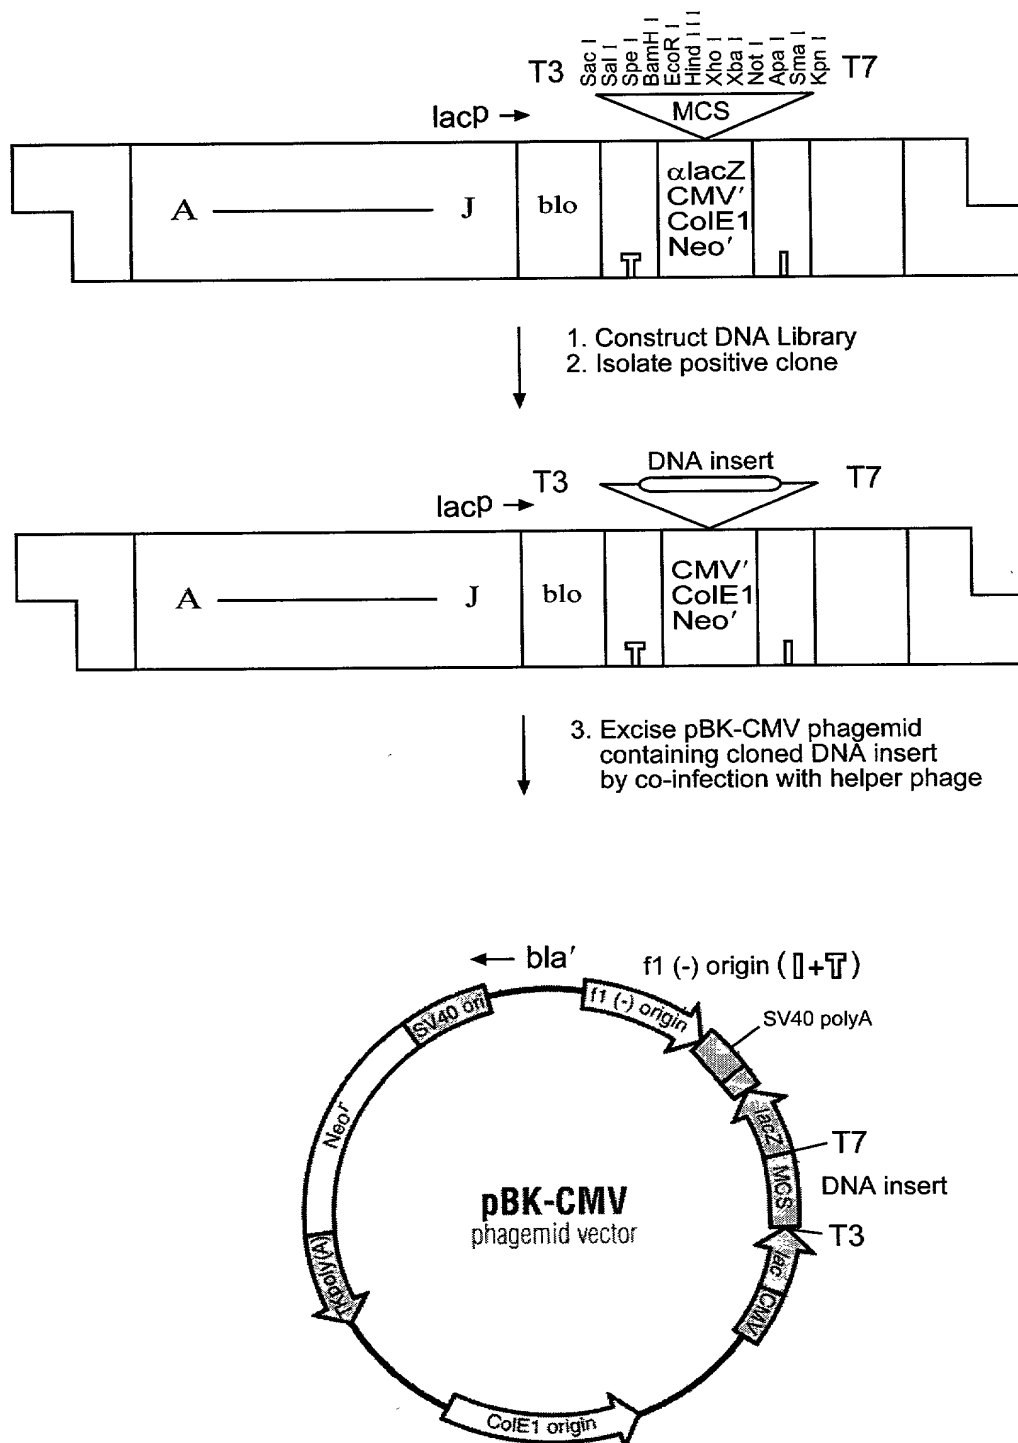 Sac I
Sal I
Spe I
BamH I
EcoR I
Hind III
Xho I
Xba I
Not I
Apa I
Sma I
Kpn I
T3
T7
lacp →
MCS
A
J
blo
αlacZ
CMV'
ColE1
Neo'
T
I
1. Construct DNA Library
2. Isolate positive clone
DNA insert
T3
T7
lacp →
A
J
blo
CMV'
ColE1
Neo'
T
I
3. Excise pBK-CMV phagemid
containing cloned DNA insert
by co-infection with helper phage
← bla'
f1 (-) origin (I+T)
SV40 ori
f1 (-) origin
SV40 polyA
Neoʳ
lacZ
T7
MCS
DNA insert
pBK-CMV
phagemid vector
T3
TKpoly(A)
lac
CMV
ColE1 origin